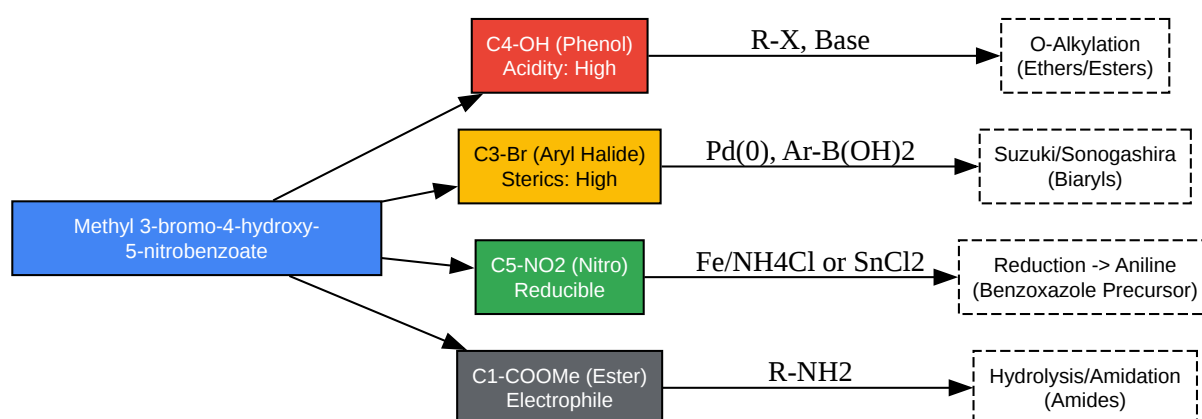 C4-OH (Phenol)
Acidity: High
R-X, Base
O-Alkylation
(Ethers/Esters)
C3-Br (Aryl Halide)
Sterics: High
Pd(0), Ar-B(OH)2
Suzuki/Sonogashira
(Biaryls)
Methyl 3-bromo-4-hydroxy-
5-nitrobenzoate
C5-NO2 (Nitro)
Reducible
Fe/NH4Cl or SnCl2
Reduction -> Aniline
(Benzoxazole Precursor)
C1-COOMe (Ester)
Electrophile
R-NH2
Hydrolysis/Amidation
(Amides)